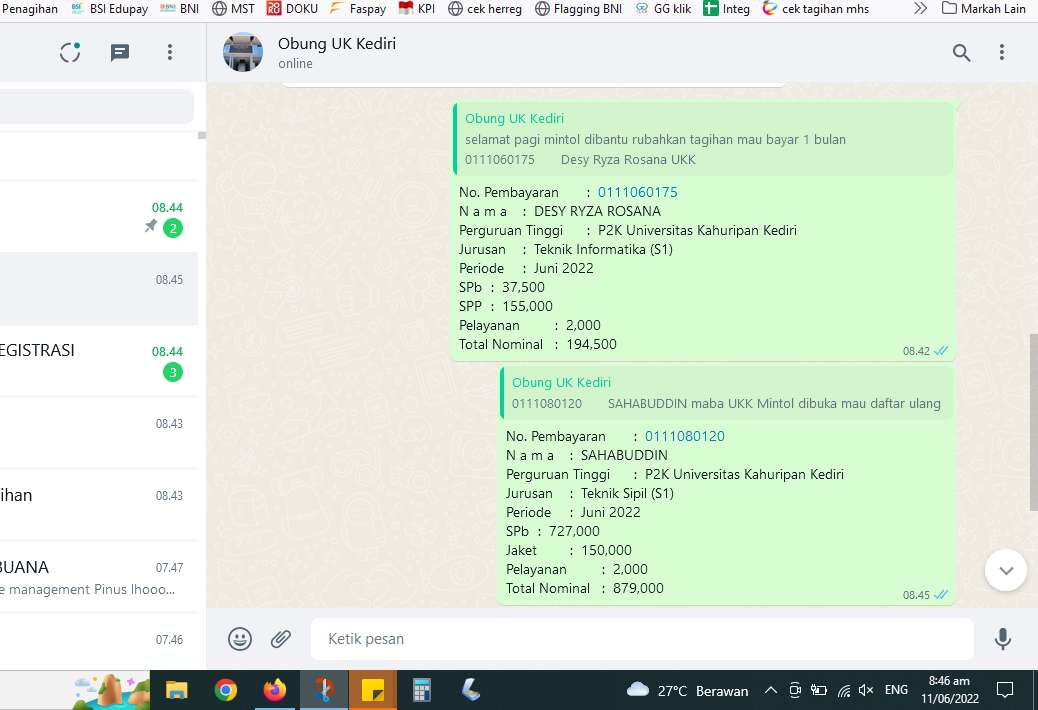 Penagihan BSI Edupay BNI MST DOKU Faspay KPI cek herreg Flagging BNI GG klik Integ cek tagihan mhs Markah Lain
Obung UK Kediri
online
08.44
2
08.45
EGISTRASI
08.44
3
08.43
ihan
08.43
BUANA
07.47
e management Pinus lhooo...
07.46
Obung UK Kediri
selamat pagi mintol dibantu rubahkan tagihan mau bayar 1 bulan
0111060175 Desy Ryza Rosana UKK
No. Pembayaran : 0111060175
N a m a : DESY RYZA ROSANA
Perguruan Tinggi : P2K Universitas Kahuripan Kediri
Jurusan : Teknik Informatika (S1)
Periode : Juni 2022
SPb : 37,500
SPP : 155,000
Pelayanan : 2,000
Total Nominal : 194,500
08.42
Obung UK Kediri
0111080120 SAHABUDDIN maba UKK Mintol dibuka mau daftar ulang
No. Pembayaran : 0111080120
N a m a : SAHABUDDIN
Perguruan Tinggi : P2K Universitas Kahuripan Kediri
Jurusan : Teknik Sipil (S1)
Periode : Juni 2022
SPb : 727,000
Jaket : 150,000
Pelayanan : 2,000
Total Nominal : 879,000
08.45
Ketik pesan
27°C Berawan ENG 8:46 am
11/06/2022